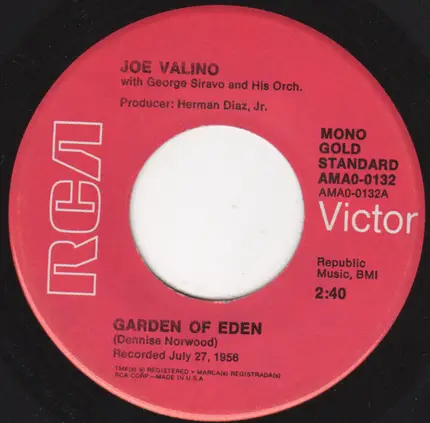 JOE VALINO
with George Siravo and His Orch.
Producer: Herman Diaz, Jr.
MONO
GOLD
STANDARD
AMAO-0132
AMAO-0132A
RCA
Victor
Republic
Music, BMI
2:40
GARDEN OF EDEN
(Dennise Norwood)
Recorded July 27, 1956
TMK(s) ® REGISTERED • MARCA(s) REGISTRADA(s)
RCA CORP—MADE IN U.S.A.